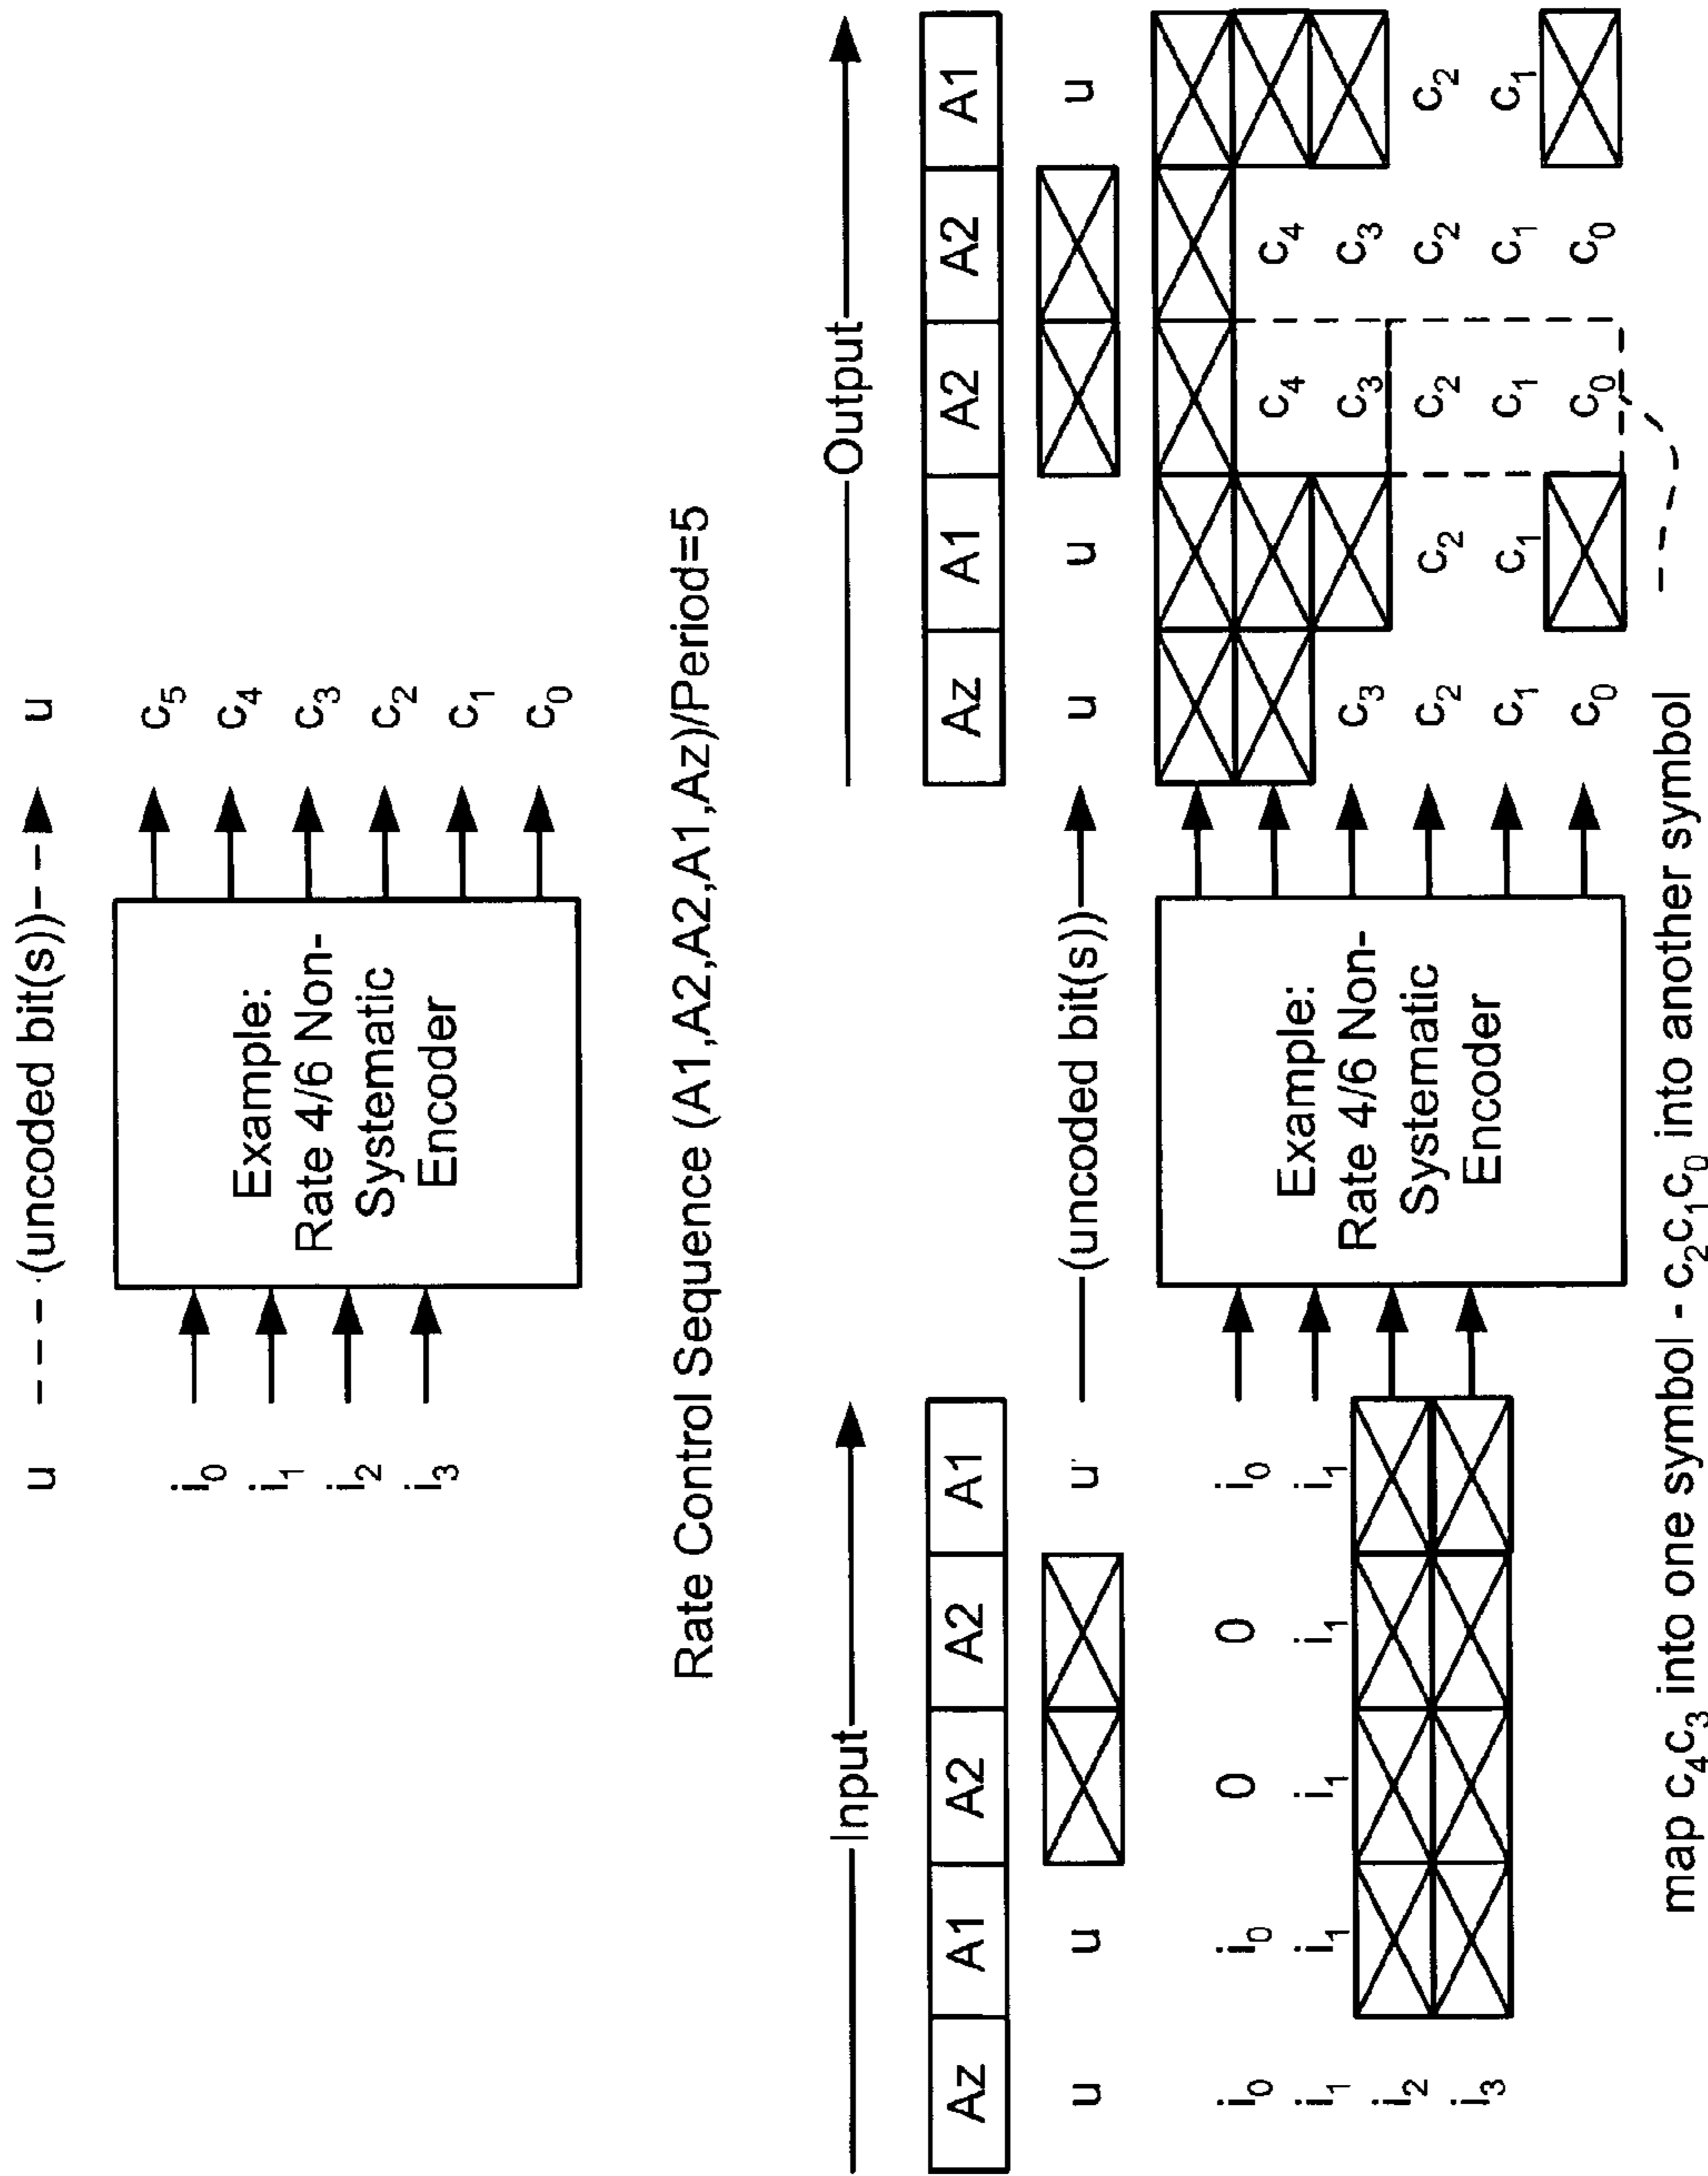 u - - - - (uncoded bit(s)) - - → u
i₀
i₁
i₂
i₃
Example:
Rate 4/6 Non-
Systematic
Encoder
c₅
c₄
c₃
c₂
c₁
c₀
Rate Control Sequence (A1,A2,A2,A1,Az)/Period=5
Input
Az A1 A2 A2 A1
u u u'
i₀ i₀ 0 0 i₀
i₁ i₁ i₁ i₁ i₁
i₂
i₃
(uncoded bit(s))
Example:
Rate 4/6 Non-
Systematic
Encoder
Output
Az A1 A2 A2 A1
u u u
c₄ c₄
c₃ c₃ c₃
c₂ c₂ c₂ c₂ c₂
c₁ c₁ c₁ c₁ c₁
c₀ c₀ c₀
map c₄c₃ into one symbol - c₂c₁c₀ into another symbol